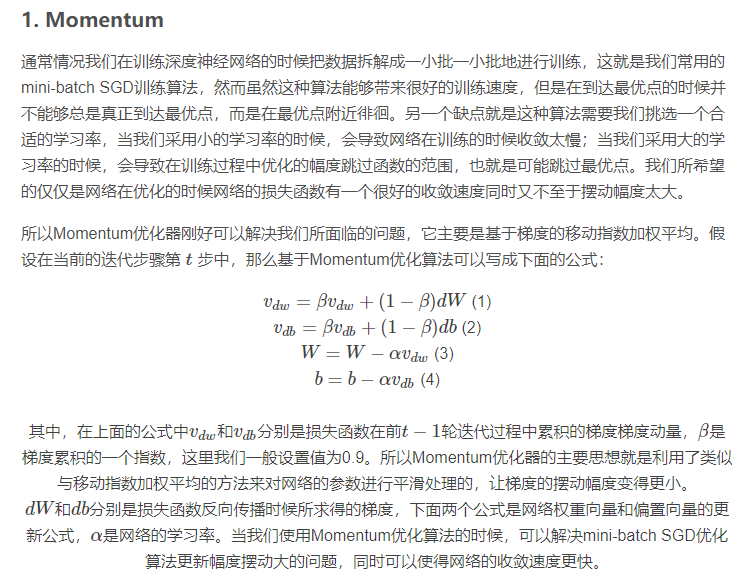 1. Momentum
通常情况我们在训练深度神经网络的时候把数据拆解成一小批一小批地进行训练，这就是我们常用的
mini-batch SGD训练算法，然而虽然这种算法能够带来很好的训练速度，但是在到达最优点的时候并
不能够总是真正到达最优点，而是在最优点附近徘徊。另一个缺点就是这种算法需要我们挑选一个合
适的学习率，当我们采用小的学习率的时候，会导致网络在训练的时候收敛太慢；当我们采用大的学
习率的时候，会导致在训练过程中优化的幅度跳过函数的范围，也就是可能跳过最优点。我们所希望
的仅仅是网络在优化的时候网络的损失函数有一个很好的收敛速度同时又不至于摆动幅度太大。
所以Momentum优化器刚好可以解决我们所面临的问题，它主要是基于梯度的移动指数加权平均。假
设在当前的迭代步骤第 t 步中，那么基于Momentum优化算法可以写成下面的公式：
v_{dw} = βv_{dw} + (1 − β)dW (1)
v_{db} = βv_{db} + (1 − β)db (2)
W = W − αv_{dw} (3)
b = b − αv_{db} (4)
其中，在上面的公式中v_{dw}和v_{db}分别是损失函数在前t − 1轮迭代过程中累积的梯度梯度动量，β是
梯度累积的一个指数，这里我们一般设置值为0.9。所以Momentum优化器的主要思想就是利用了类似
与移动指数加权平均的方法来对网络的参数进行平滑处理的，让梯度的摆动幅度变得更小。
dW和db分别是损失函数反向传播时候所求得的梯度，下面两个公式是网络权重向量和偏置向量的更
新公式，α是网络的学习率。当我们使用Momentum优化算法的时候，可以解决mini-batch SGD优化
算法更新幅度摆动大的问题，同时可以使得网络的收敛速度更快。